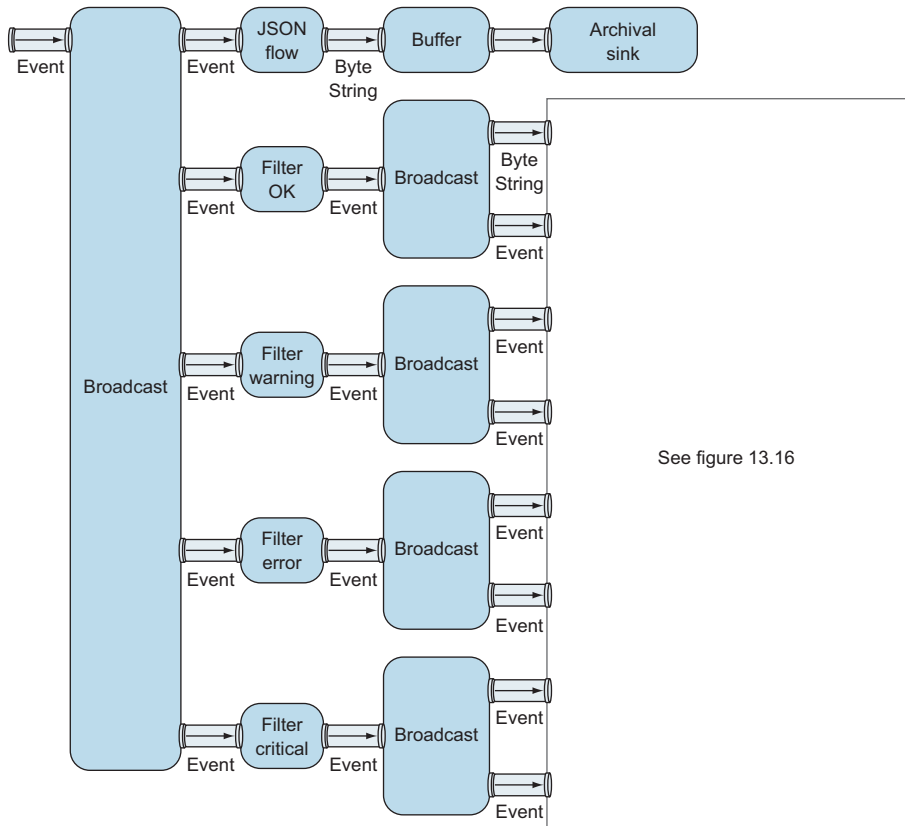 Event
Event
JSON
flow
Byte
String
Buffer
Archival
sink
Event
Filter
OK
Event
Broadcast
Byte
String
Event
Broadcast
Event
Filter
warning
Event
Broadcast
Event
Event
See figure 13.16
Event
Filter
error
Event
Broadcast
Event
Event
Event
Filter
critical
Event
Broadcast
Event
Event